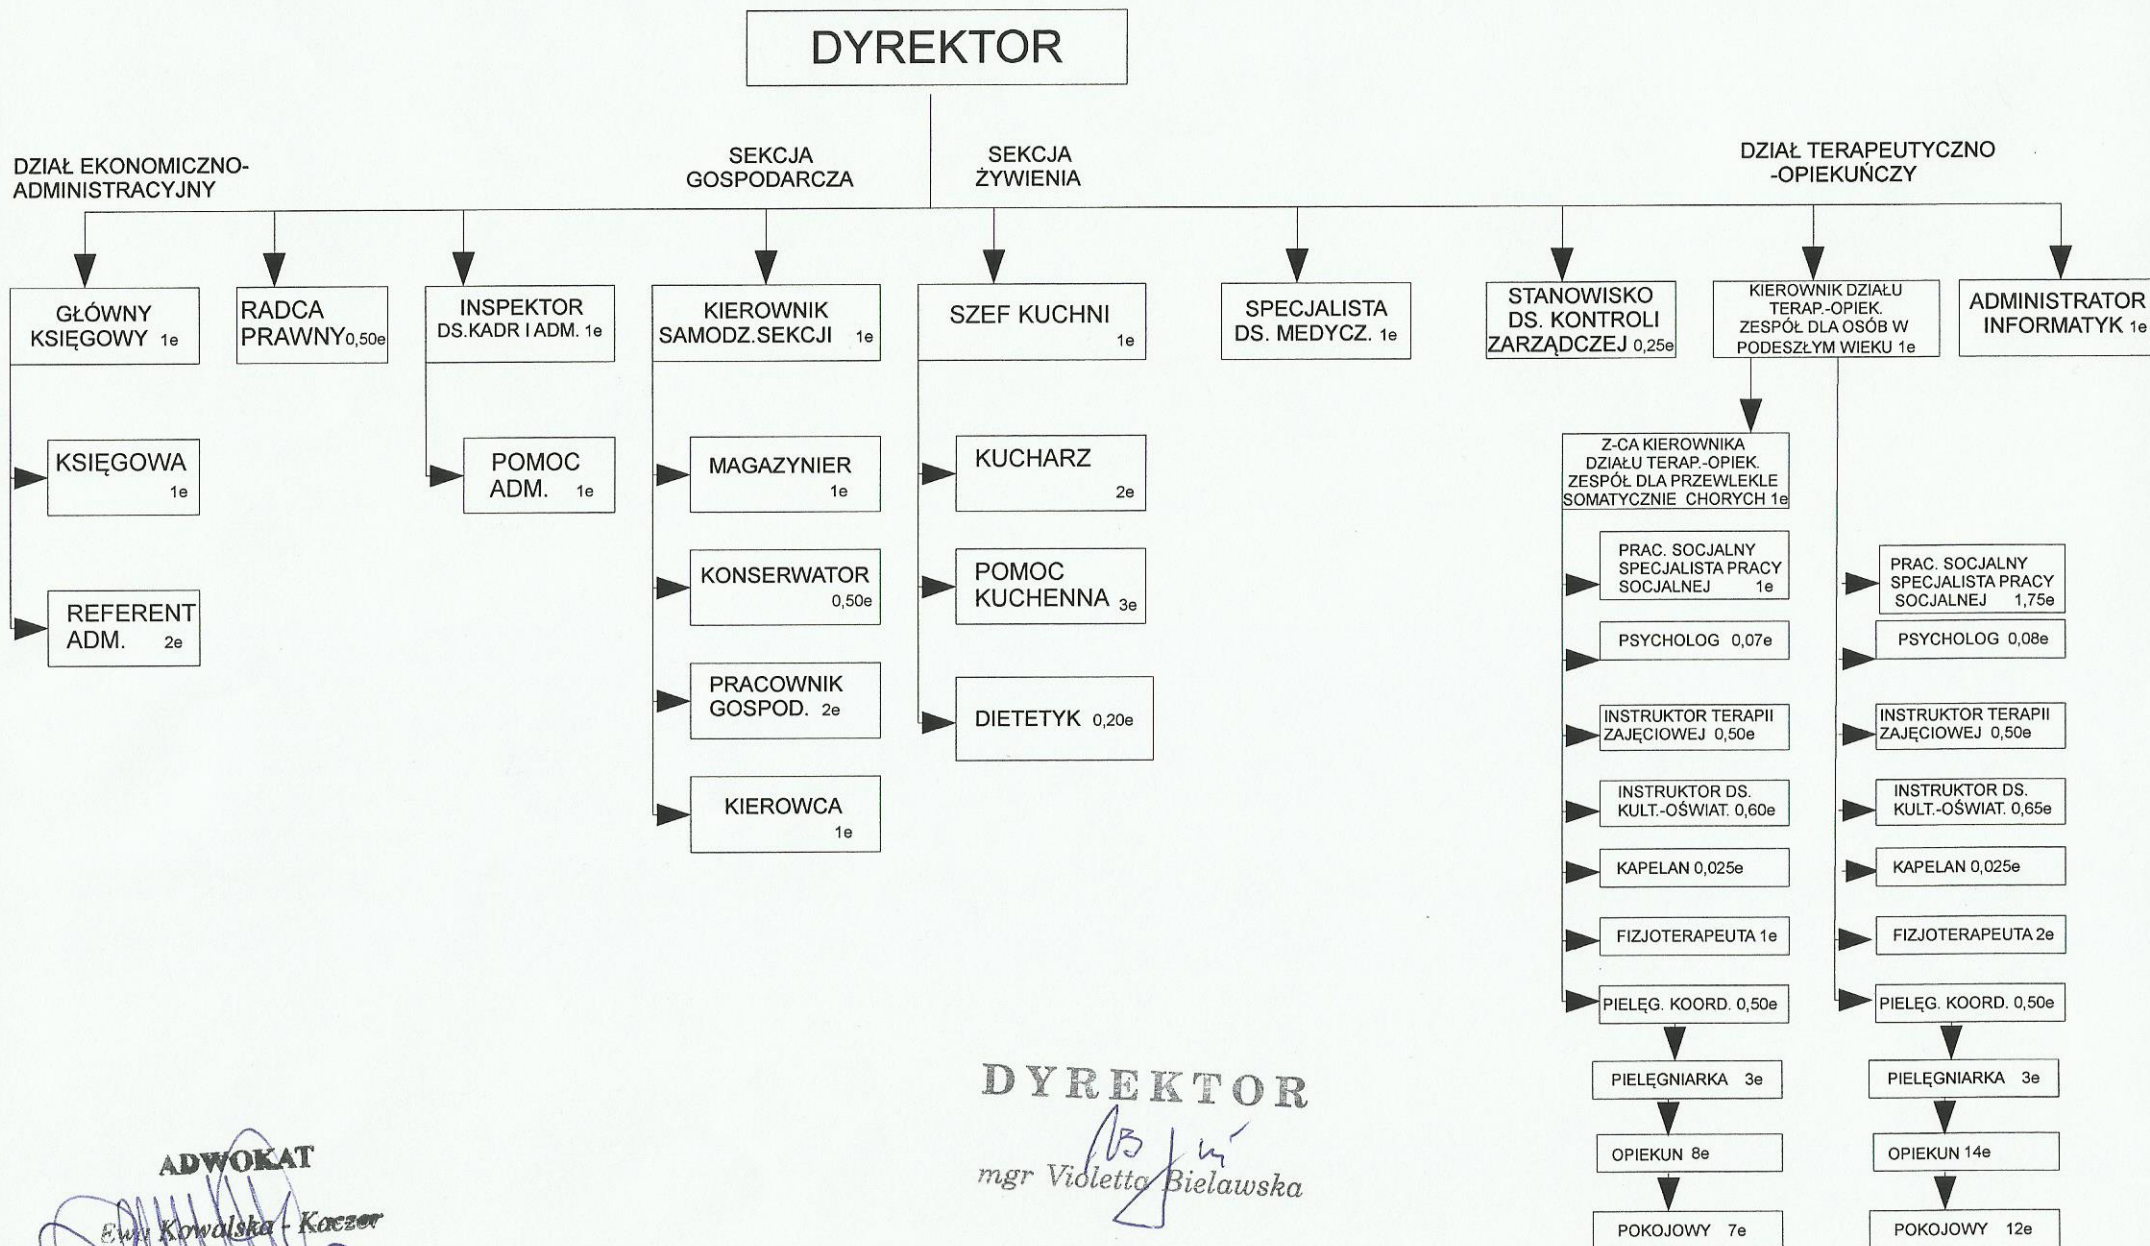 DYREKTOR
DZIAŁ EKONOMICZNO-
ADMINISTRACYJNY
SEKCJA
GOSPODARCZA
SEKCJA
ŻYWIENIA
DZIAŁ TERAPEUTYCZNO
-OPIEKUŃCZY
GŁÓWNY
KSIĘGOWY 1e
RADCA
PRAWNY 0,50e
INSPEKTOR
DS.KADR I ADM. 1e
KIEROWNIK
SAMODZ.SEKCJI 1e
SZEF KUCHNI
1e
SPECJALISTA
DS. MEDYCZ. 1e
STANOWISKO
DS. KONTROLI
ZARZĄDCZEJ 0,25e
KIEROWNIK DZIAŁU
TERAP.-OPIEK.
ZESPÓŁ DLA OSÓB W
PODESZŁYM WIEKU 1e
ADMINISTRATOR
INFORMATYK 1e
KSIĘGOWA
1e
REFERENT
ADM. 2e
POMOC
ADM. 1e
MAGAZYNIER
1e
KONSERWATOR
0,50e
PRACOWNIK
GOSPOD. 2e
KIEROWCA
1e
KUCHARZ
2e
POMOC
KUCHENNA 3e
DIETETYK 0,20e
Z-CA KIEROWNIKA
DZIAŁU TERAP.-OPIEK.
ZESPÓŁ DLA PRZEWLEKLE
SOMATYCZNIE CHORYCH 1e
PRAC. SOCJALNY
SPECJALISTA PRACY
SOCJALNEJ 1e
PSYCHOLOG 0,07e
INSTRUKTOR TERAPII
ZAJĘCIOWEJ 0,50e
INSTRUKTOR DS.
KULT.-OŚWIAT. 0,60e
KAPELAN 0,025e
FIZJOTERAPEUTA 1e
PIELĘG. KOORD. 0,50e
PIELĘGNIARKA 3e
OPIEKUN 8e
POKOJOWY 7e
PRAC. SOCJALNY
SPECJALISTA PRACY
SOCJALNEJ 1,75e
PSYCHOLOG 0,08e
INSTRUKTOR TERAPII
ZAJĘCIOWEJ 0,50e
INSTRUKTOR DS.
KULT.-OŚWIAT. 0,65e
KAPELAN 0,025e
FIZJOTERAPEUTA 2e
PIELĘG. KOORD. 0,50e
PIELĘGNIARKA 3e
OPIEKUN 14e
POKOJOWY 12e
ADWOKAT
Ewa Kowalska - Kaczor
DYREKTOR
mgr Violetta Bielawska